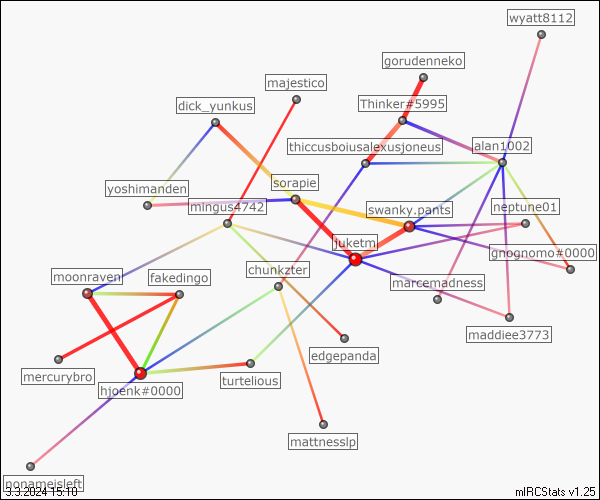 wyatt8112
gorudenneko
majestico
dick_yunkus
Thinker#5995
thiccusboiusalexusjoneus
alan1002
sorapie
yoshimanden
mingus4742
swanky.pants
neptune01
juketm
gnognomo#0000
chunkzter
moonraven
fakedingo
marcemadness
maddiee3773
edgepanda
mercurybro
hjoenk#0000
turtelious
mattnesslp
nonameisleft
3.3.2024 15:10
mIRCStats v1.25